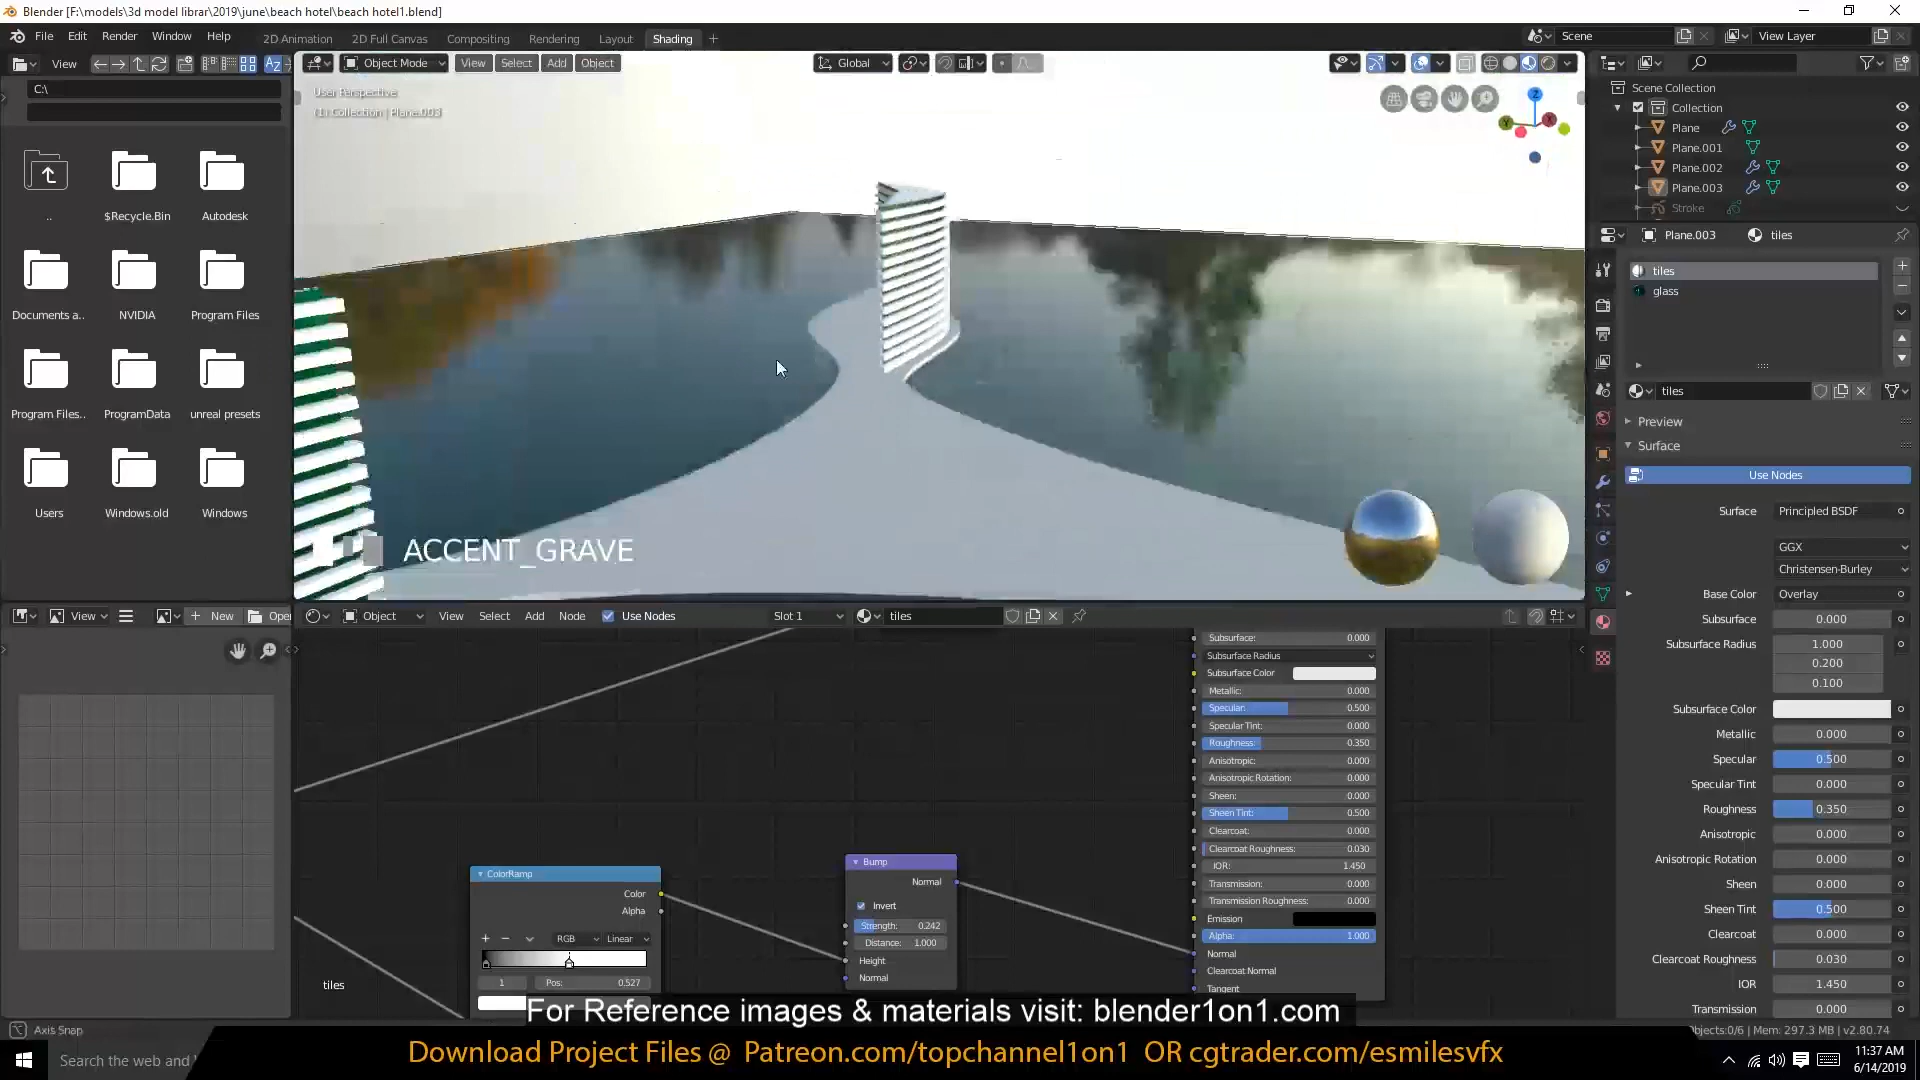 Blender [F:\models\3d model librar\2019\june\beach hotel\beach hotel1.blend]
File Edit Render Window Help
2D Animation 2D Full Canvas Compositing Rendering Layout Shading +
Scene View Layer
View
Object Mode View Select Add Object Global
C:\
User Perspective
(1) Collection | Plane.003
..
$Recycle.Bin
Autodesk
Documents a..
NVIDIA
Program Files
Program Files..
ProgramData
unreal presets
Users
Windows.old
Windows
Z
Y
X
ACCENT_GRAVE
Scene Collection
Collection
Plane
Plane.001
Plane.002
Plane.003
Stroke
Plane.003 tiles
tiles
glass
tiles
Preview
Surface
Use Nodes
Surface Principled BSDF
GGX
Christensen-Burley
Base Color Overlay
Subsurface 0.000
Subsurface Radius 1.000
0.200
0.100
Subsurface Color
Metallic 0.000
Specular 0.500
Specular Tint 0.000
Roughness 0.350
Anisotropic 0.000
Anisotropic Rotation 0.000
Sheen 0.000
Sheen Tint 0.500
Clearcoat 0.000
Clearcoat Roughness 0.030
IOR 1.450
Transmission 0.000
View New Open
Object View Select Add Node Use Nodes Slot 1 tiles
Subsurface: 0.000
Subsurface Radius
Subsurface Color
Metallic: 0.000
Specular: 0.500
Specular Tint: 0.000
Roughness: 0.350
Anisotropic: 0.000
Anisotropic Rotation: 0.000
Sheen: 0.000
Sheen Tint: 0.500
Clearcoat: 0.000
Clearcoat Roughness: 0.030
IOR: 1.450
Transmission: 0.000
Transmission Roughness: 0.000
Emission
Alpha: 1.000
Normal
Clearcoat Normal
Tangent
ColorRamp
Color
Alpha
+ − RGB Linear
1 Pos: 0.527
Bump
Normal
Invert
Strength: 0.242
Distance: 1.000
Height
Normal
tiles
For Reference images & materials visit: blender1on1.com
Axis Snap
Objects:0/6 | Mem: 297.3 MB | v2.80.74
Search the web and
Download Project Files @ Patreon.com/topchannel1on1 OR cgtrader.com/esmilesvfx
11:37 AM
6/14/2019